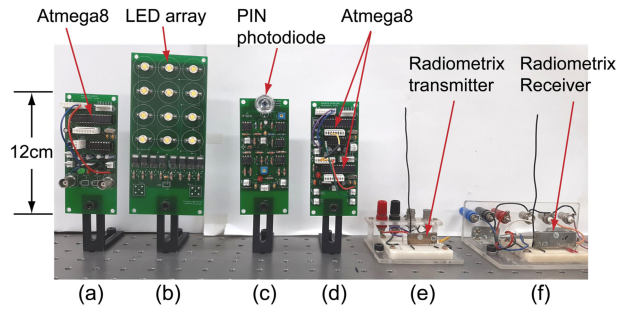 Atmega8
LED array
PIN
photodiode
Atmega8
Radiometrix
transmitter
Radiometrix
Receiver
12cm
(a)
(b)
(c)
(d)
(e)
(f)